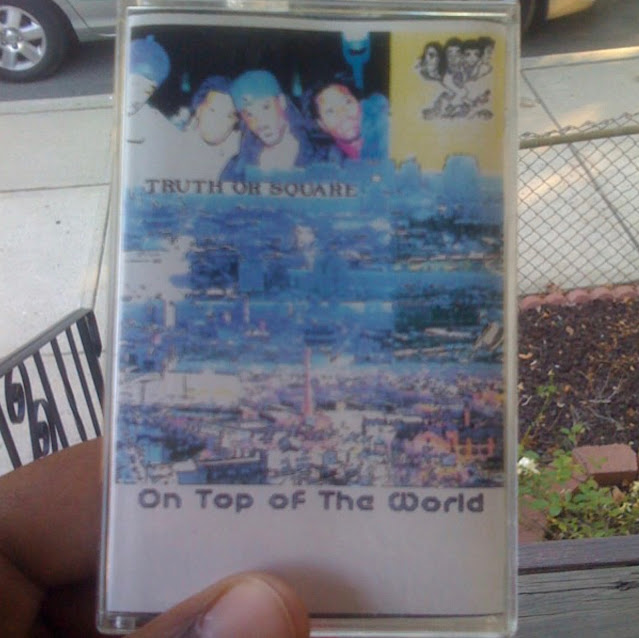 TRUTH OR SQUARE
On Top of The World